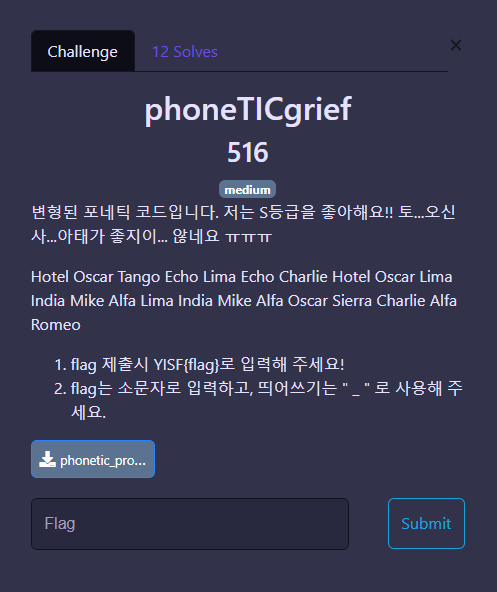 Challenge
12 Solves
×
phoneTICgrief
516
medium
변형된 포네틱 코드입니다. 저는 S등급을 좋아해요!! 토...오신
사...아태가 좋지이... 않네요 ㅠㅠㅠ
Hotel Oscar Tango Echo Lima Echo Charlie Hotel Oscar Lima
India Mike Alfa Lima India Mike Alfa Oscar Sierra Charlie Alfa
Romeo
1. flag 제출시 YISF{flag}로 입력해 주세요!
2. flag는 소문자로 입력하고, 띄어쓰기는 " _ " 로 사용해 주
세요.
phonetic_pro...
Flag
Submit